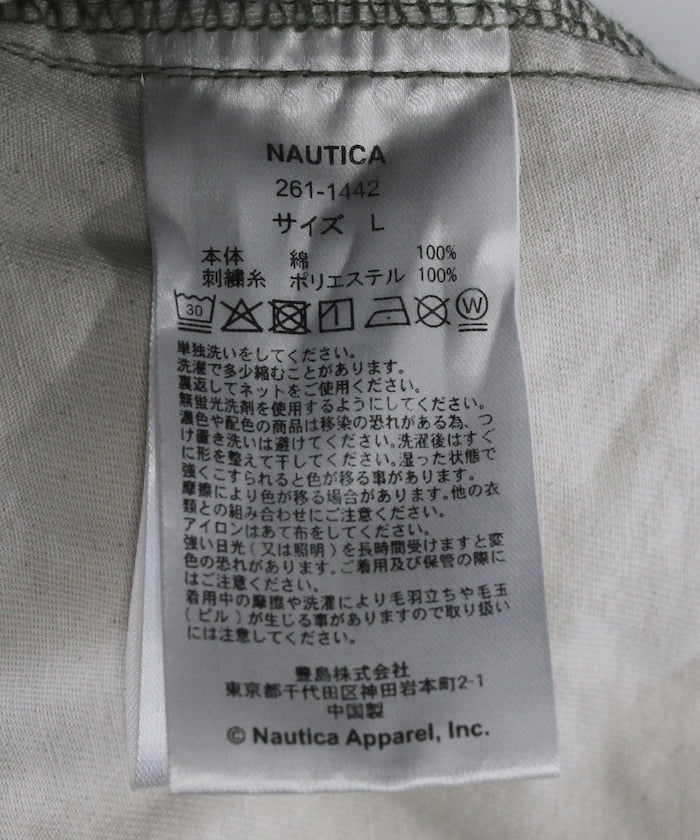 NAUTICA
261-1442
サイズ L
本体 綿 100%
刺繍糸 ポリエステル 100%
30
W
単独洗いをしてください。
洗濯で多少縮むことがあります。
裏返してネットをご使用ください。
無蛍光洗剤を使用するようにしてください。
濃色や配色の商品は移染の恐れがある為、つ
け置き洗いは避けてください。洗濯後はすぐ
に形を整えて干してください。湿った状態で
強くこすられると色が移る事があります。
摩擦により色が移る場合があります。他の衣
類との組み合わせにご注意ください。
アイロンはあて布をしてください。
強い日光(又は照明)を長時間受けますと変
色の恐れがあります。ご着用及び保管の際に
はご注意ください。
着用中の摩擦や洗濯により毛羽立ちや毛玉
(ピル)が生じる事がありますので取り扱い
には注意してください。
豊島株式会社
東京都千代田区神田岩本町2-1
中国製
© Nautica Apparel, Inc.